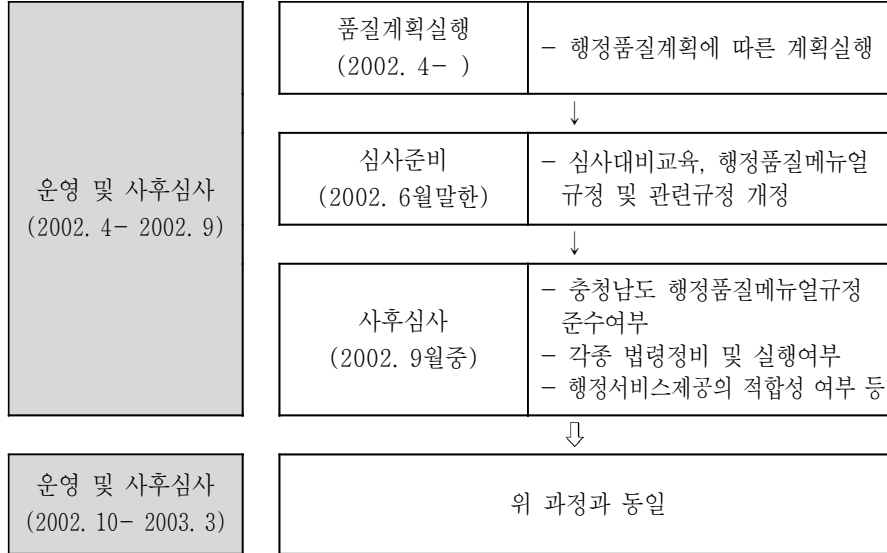 품질계획실행
(2002. 4- )
- 행정품질계획에 따른 계획실행
↓
운영 및 사후심사
(2002. 4- 2002. 9)
심사준비
(2002. 6월말한)
- 심사대비교육, 행정품질메뉴얼
규정 및 관련규정 개정
↓
사후심사
(2002. 9월중)
- 충청남도 행정품질메뉴얼규정
준수여부
- 각종 법령정비 및 실행여부
- 행정서비스제공의 적합성 여부 등
⇩
운영 및 사후심사
(2002. 10- 2003. 3)
위 과정과 동일